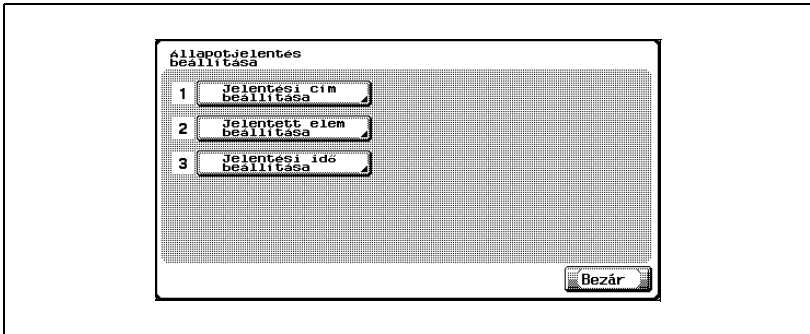 Állapotjelentés
beállítása
1
Jelentési cím
beállítása
2
Jelentett elem
beállítása
3
Jelentési idő
beállítása
Bezár